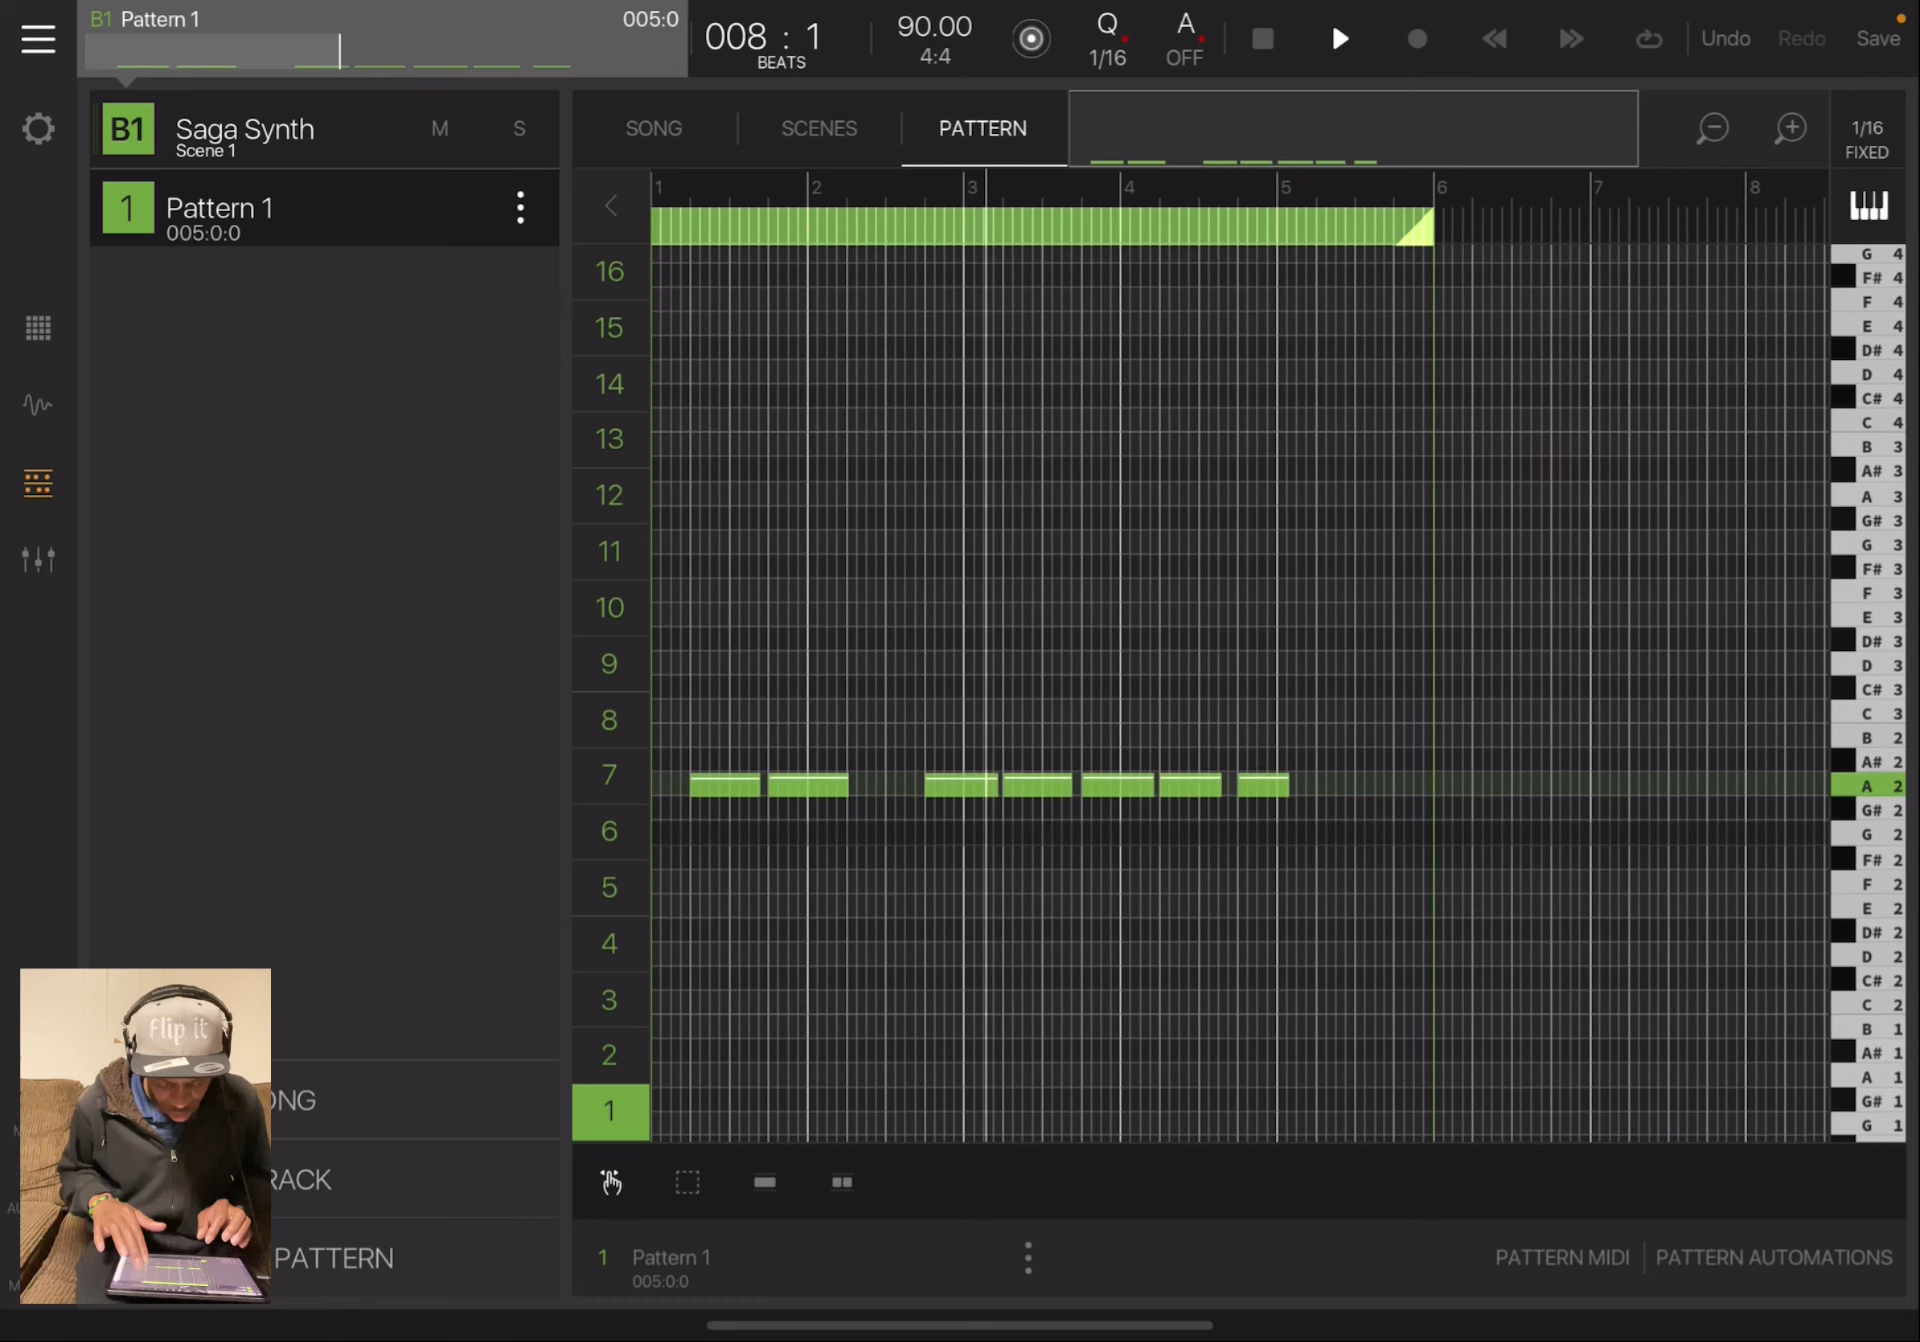 B1 Pattern 1 005:0
008 : 1
BEATS
90.00
4:4
Q
1/16
A
OFF
Undo
Redo
Save
B1
Saga Synth
Scene 1
M
S
SONG
SCENES
PATTERN
1/16
FIXED
1
Pattern 1
005:0:0
1 2 3 4 5 6 7 8
16
15
14
13
12
11
10
9
8
7
6
5
4
3
2
1
G 4
F# 4
F 4
E 4
D# 4
D 4
C# 4
C 4
B 3
A# 3
A 3
G# 3
G 3
F# 3
F 3
E 3
D# 3
D 3
C# 3
C 3
B 2
A# 2
A 2
G# 2
G 2
F# 2
F 2
E 2
D# 2
D 2
C# 2
C 2
B 1
A# 1
A 1
G# 1
G 1
flip it
ONG
RACK
PATTERN
1 Pattern 1
005:0:0
PATTERN MIDI
PATTERN AUTOMATIONS